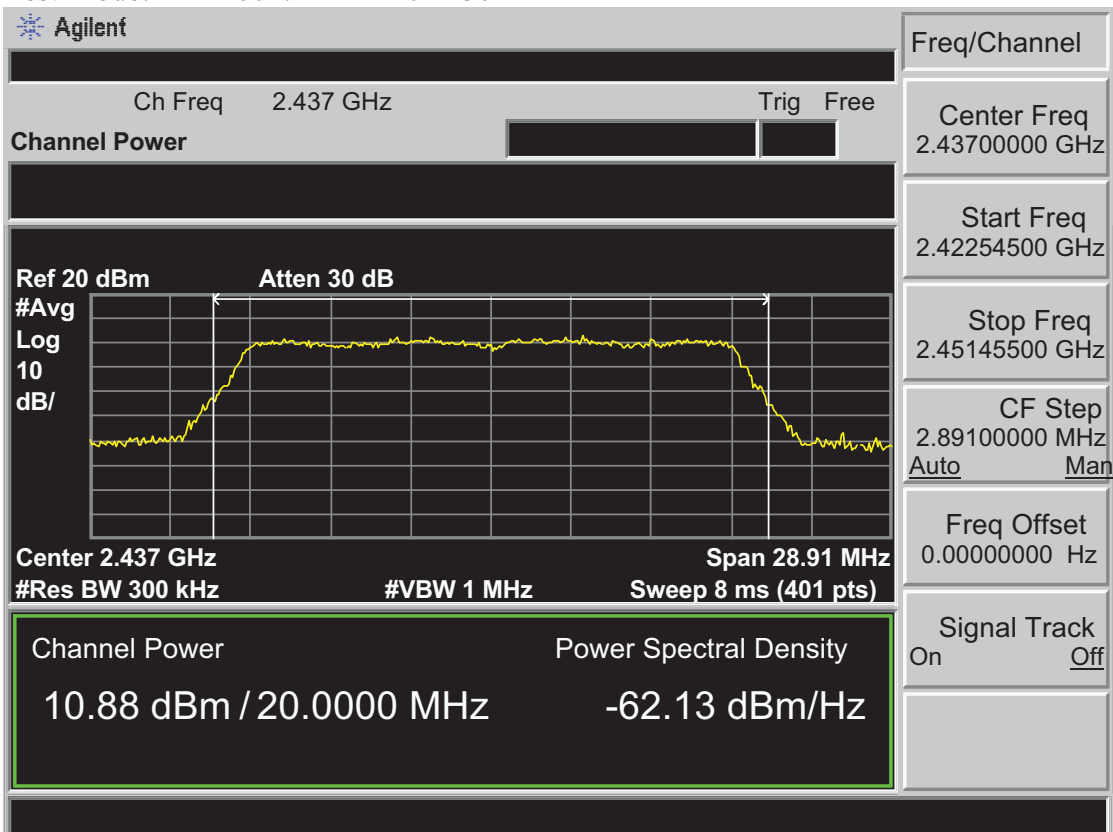 Agilent
Ch Freq 2.437 GHz Trig Free
Channel Power
Ref 20 dBm Atten 30 dB
#Avg
Log
10
dB/
Center 2.437 GHz Span 28.91 MHz
#Res BW 300 kHz #VBW 1 MHz Sweep 8 ms (401 pts)
Channel Power Power Spectral Density
10.88 dBm / 20.0000 MHz -62.13 dBm/Hz
Freq/Channel
Center Freq
2.43700000 GHz
Start Freq
2.42254500 GHz
Stop Freq
2.45145500 GHz
CF Step
2.89100000 MHz
Auto Man
Freq Offset
0.00000000 Hz
Signal Track
On Off